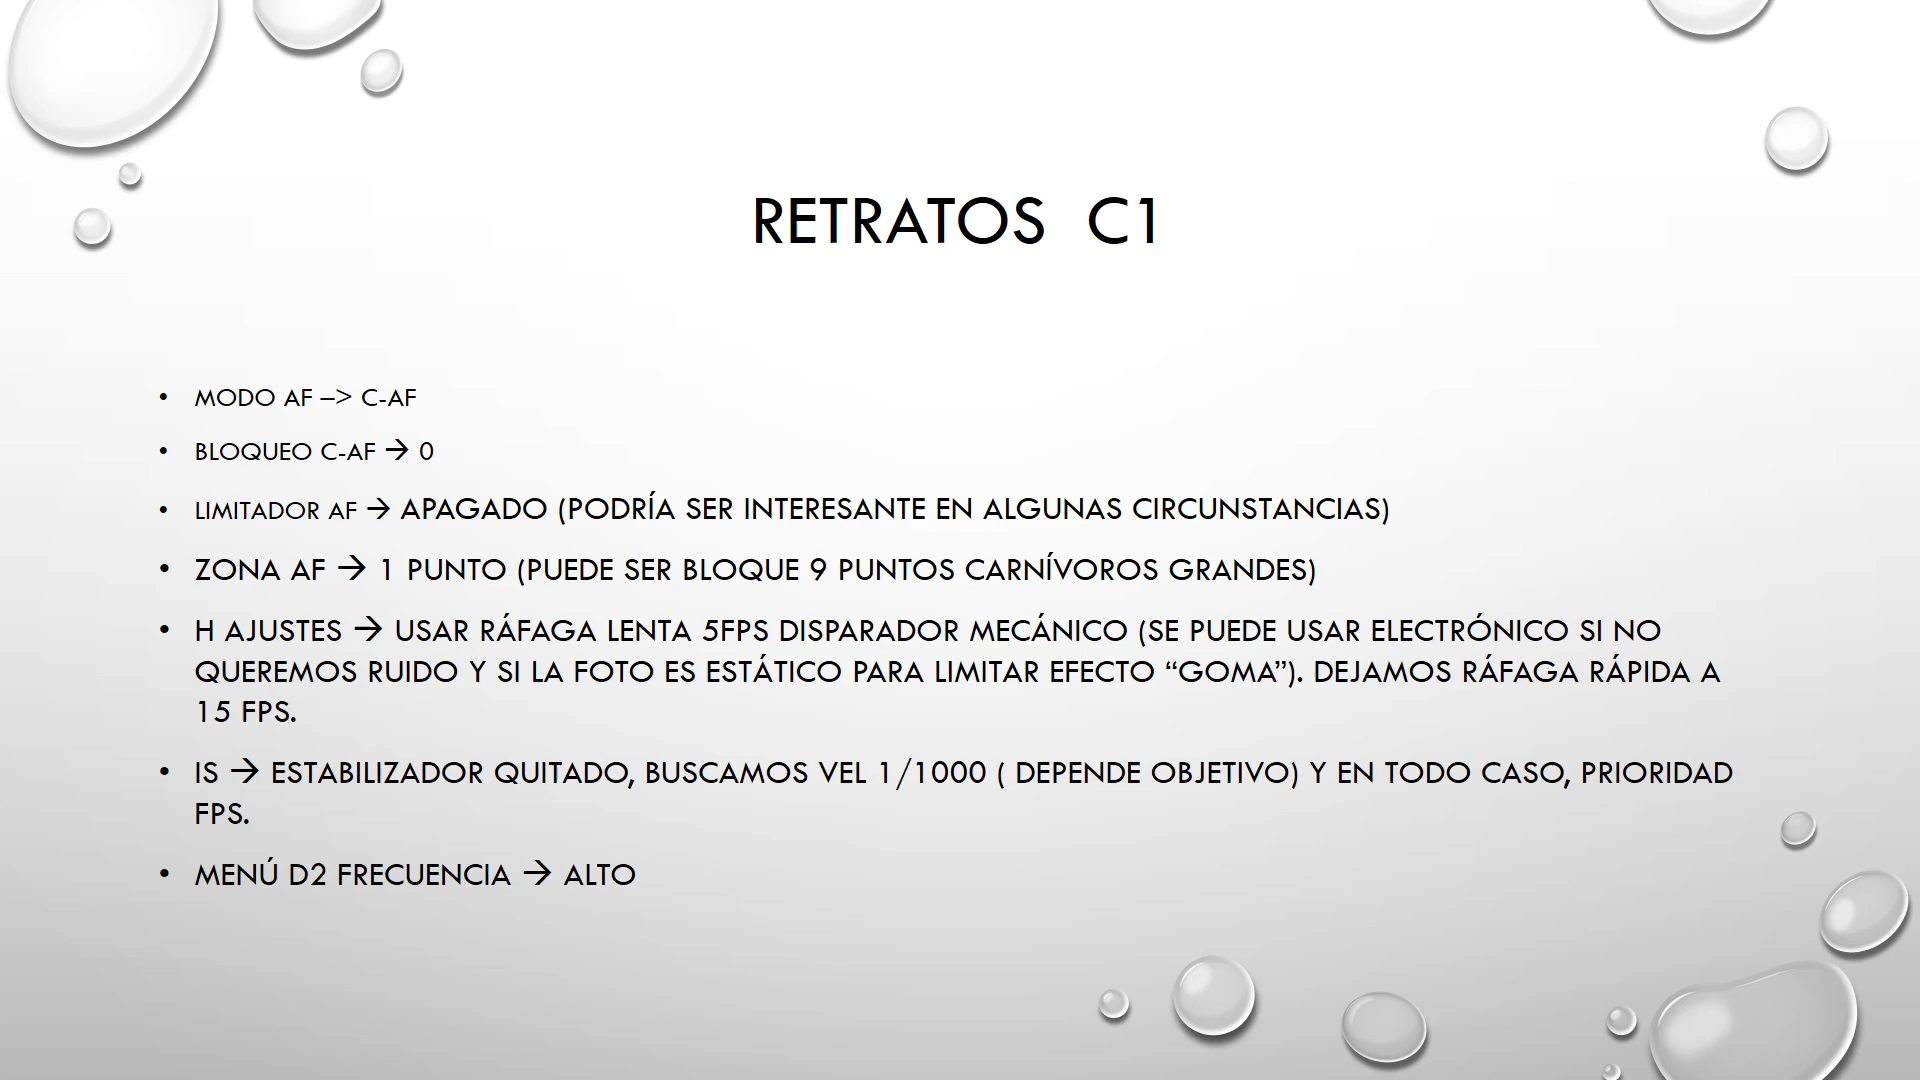 RETRATOS C1
• MODO AF –> C-AF
• BLOQUEO C-AF → 0
• LIMITADOR AF → APAGADO (PODRÍA SER INTERESANTE EN ALGUNAS CIRCUNSTANCIAS)
• ZONA AF → 1 PUNTO (PUEDE SER BLOQUE 9 PUNTOS CARNÍVOROS GRANDES)
• H AJUSTES → USAR RÁFAGA LENTA 5FPS DISPARADOR MECÁNICO (SE PUEDE USAR ELECTRÓNICO SI NO
QUEREMOS RUIDO Y SI LA FOTO ES ESTÁTICO PARA LIMITAR EFECTO “GOMA”). DEJAMOS RÁFAGA RÁPIDA A
15 FPS.
• IS → ESTABILIZADOR QUITADO, BUSCAMOS VEL 1/1000 ( DEPENDE OBJETIVO) Y EN TODO CASO, PRIORIDAD
FPS.
• MENÚ D2 FRECUENCIA → ALTO